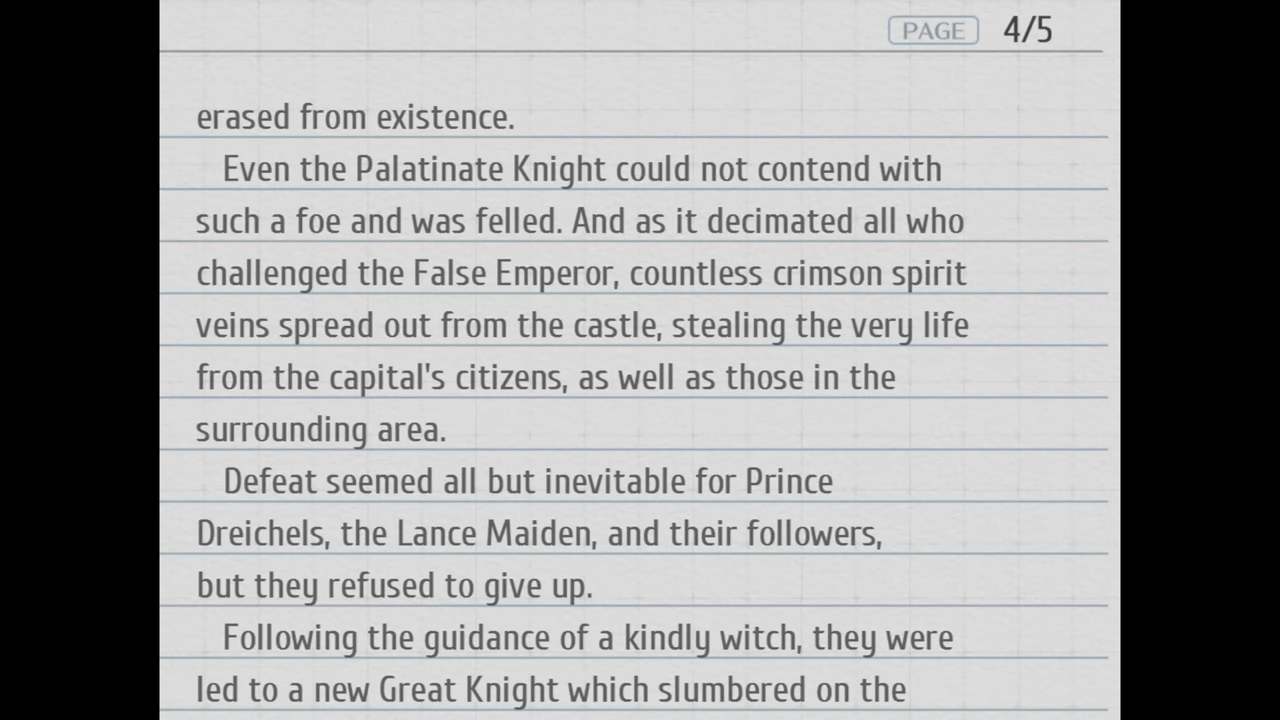 PAGE 4/5
erased from existence.
Even the Palatinate Knight could not contend with
such a foe and was felled. And as it decimated all who
challenged the False Emperor, countless crimson spirit
veins spread out from the castle, stealing the very life
from the capital's citizens, as well as those in the
surrounding area.
Defeat seemed all but inevitable for Prince
Dreichels, the Lance Maiden, and their followers,
but they refused to give up.
Following the guidance of a kindly witch, they were
led to a new Great Knight which slumbered on the